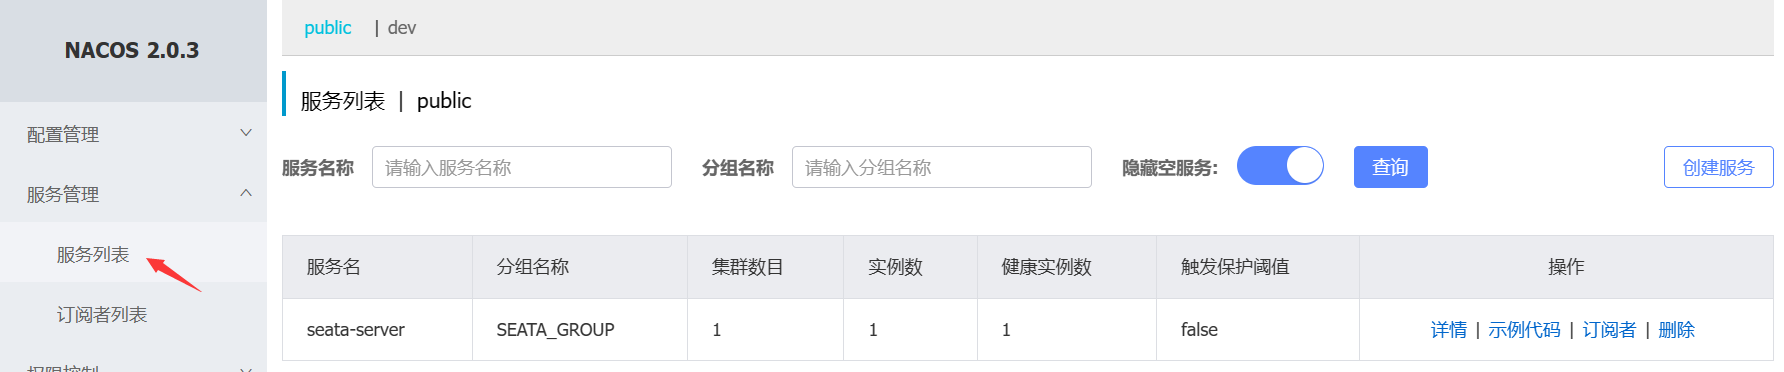 NACOS 2.0.3
配置管理
服务管理
服务列表
订阅者列表
权限控制
public | dev
服务列表 | public
服务名称 请输入服务名称 分组名称 请输入分组名称 隐藏空服务: 查询 创建服务
服务名 分组名称 集群数目 实例数 健康实例数 触发保护阈值 操作
seata-server SEATA_GROUP 1 1 1 false 详情 | 示例代码 | 订阅者 | 删除